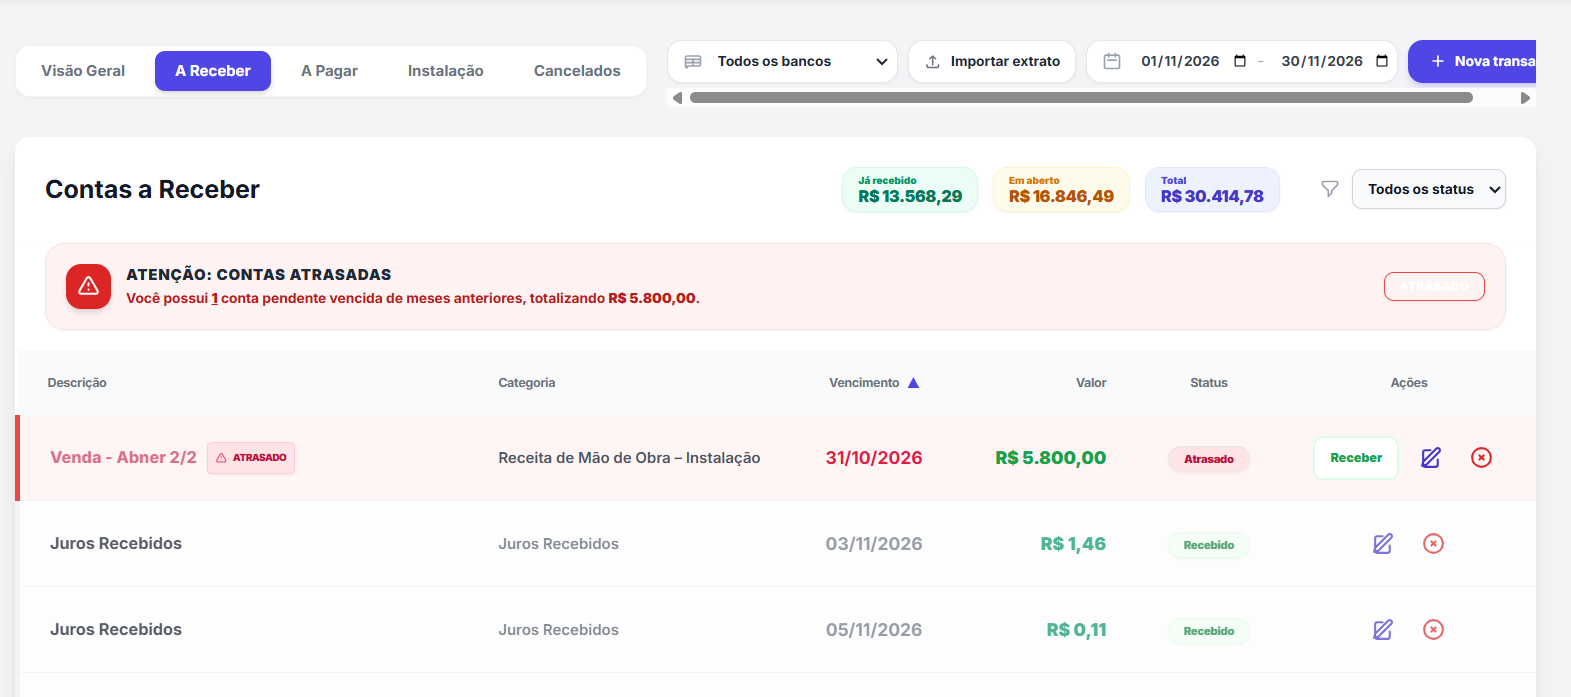 Visão Geral
A Receber
A Pagar
Instalação
Cancelados
Todos os bancos
Importar extrato
01/11/2026 - 30/11/2026
+ Nova transa
Contas a Receber
Já recebido
R$ 13.568,29
Em aberto
R$ 16.846,49
Total
R$ 30.414,78
Todos os status
ATENÇÃO: CONTAS ATRASADAS
Você possui 1 conta pendente vencida de meses anteriores, totalizando R$ 5.800,00.
ATRASADO
Descrição Categoria Vencimento ▲ Valor Status Ações
Venda - Abner 2/2 ATRASADO Receita de Mão de Obra – Instalação 31/10/2026 R$ 5.800,00 Atrasado Receber
Juros Recebidos Juros Recebidos 03/11/2026 R$ 1,46 Recebido
Juros Recebidos Juros Recebidos 05/11/2026 R$ 0,11 Recebido